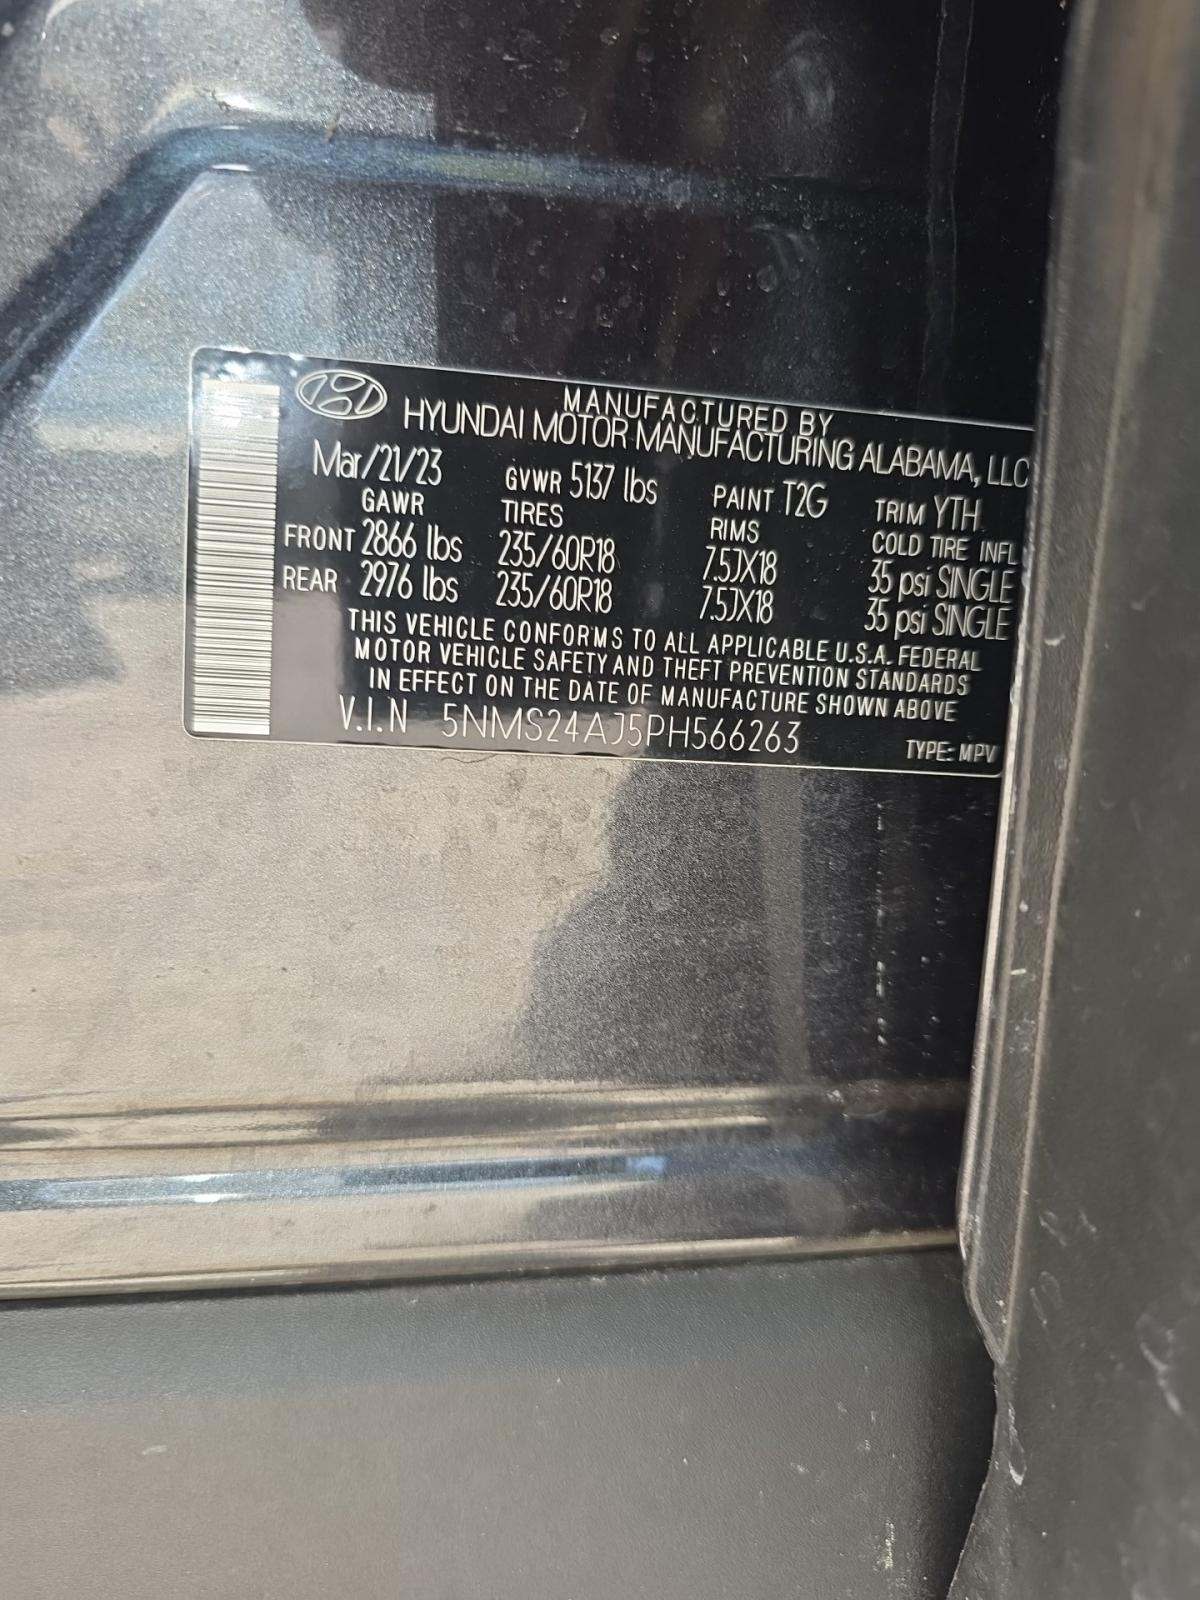 MANUFACTURED BY
HYUNDAI MOTOR MANUFACTURING ALABAMA, LLC
Mar/21/23 GVWR 5137 lbs PAINT T2G TRIM YTH
GAWR TIRES RIMS COLD TIRE INFL
FRONT 2866 lbs 235/60R18 7.5JX18 35 psi SINGLE
REAR 2976 lbs 235/60R18 7.5JX18 35 psi SINGLE
THIS VEHICLE CONFORMS TO ALL APPLICABLE U.S.A. FEDERAL
MOTOR VEHICLE SAFETY AND THEFT PREVENTION STANDARDS
IN EFFECT ON THE DATE OF MANUFACTURE SHOWN ABOVE
V.I.N 5NMS24AJ5PH566263 TYPE: MPV